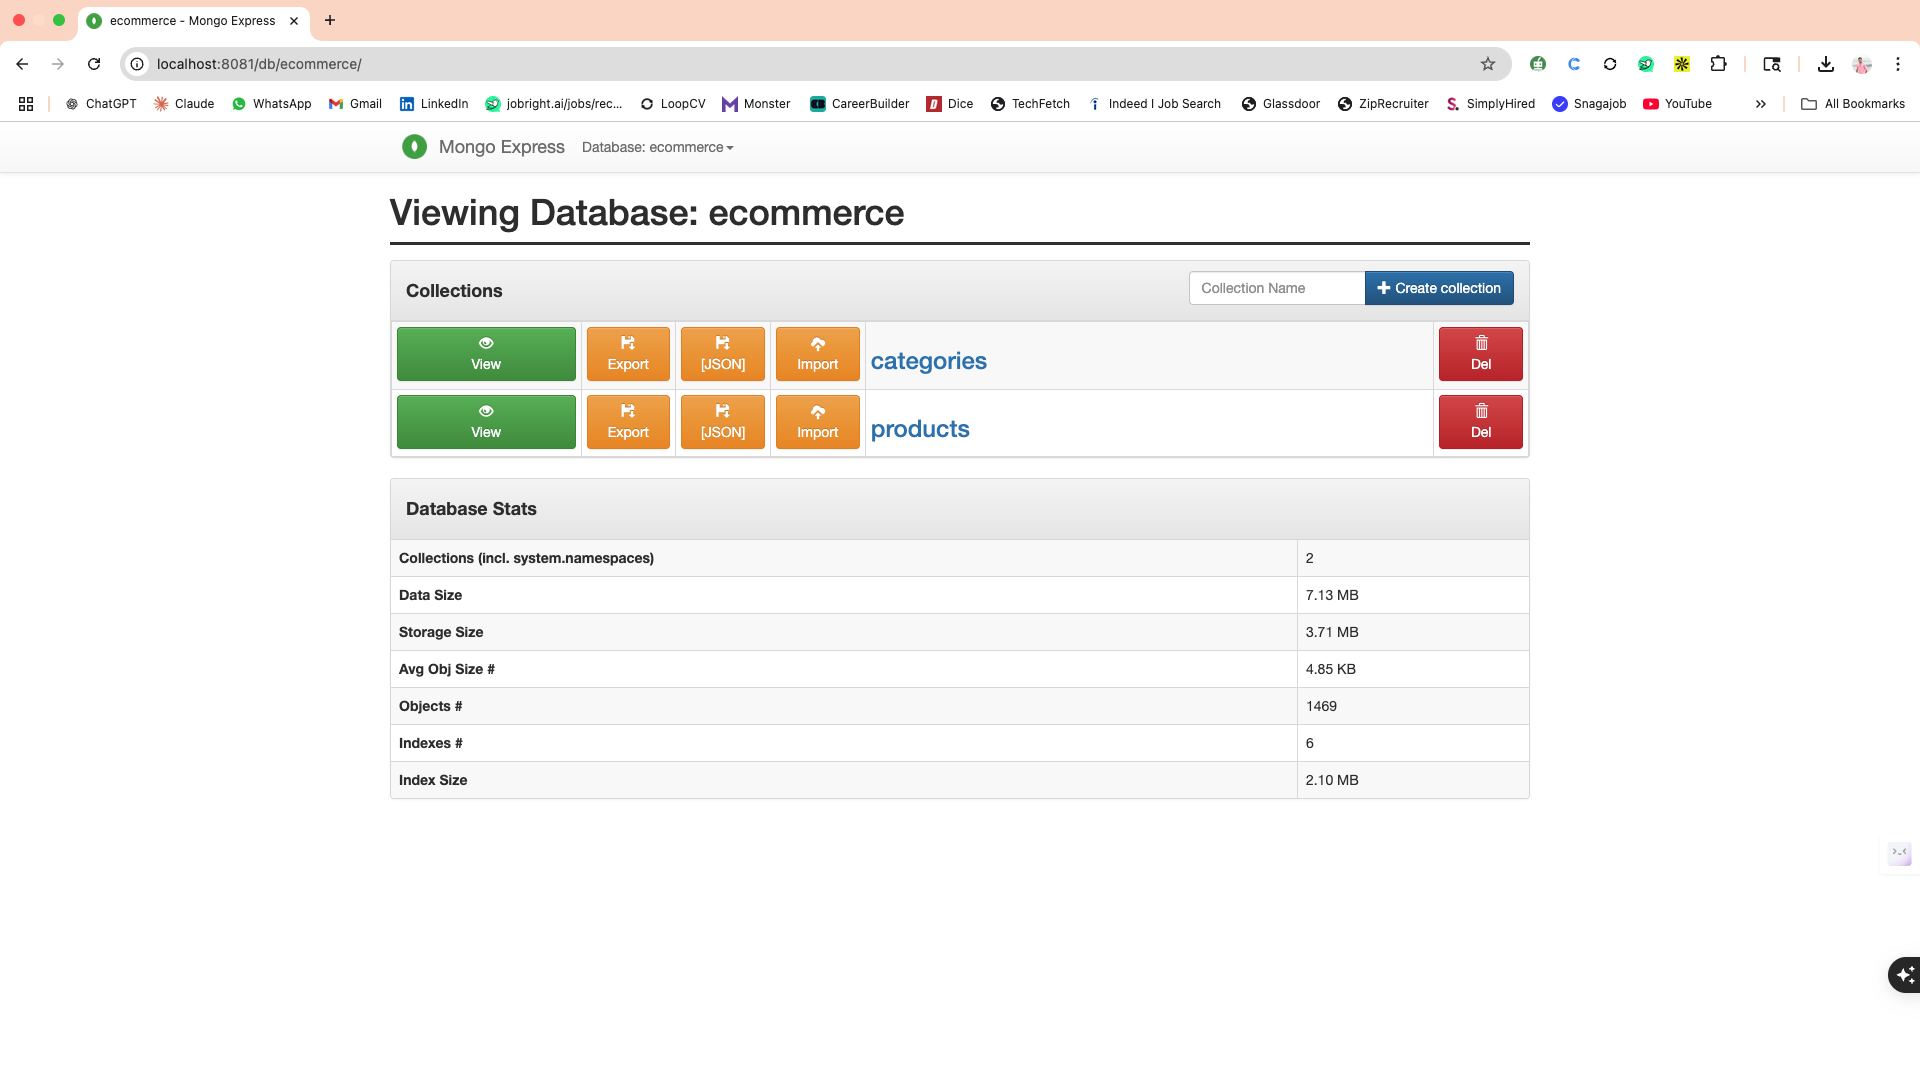 ecommerce - Mongo Express
localhost:8081/db/ecommerce/
ChatGPT Claude WhatsApp Gmail LinkedIn jobright.ai/jobs/rec... LoopCV Monster CareerBuilder Dice TechFetch Indeed I Job Search Glassdoor ZipRecruiter SimplyHired Snagajob YouTube All Bookmarks
Mongo Express Database: ecommerce
Viewing Database: ecommerce
Collections Collection Name Create collection
View Export [JSON] Import categories Del
View Export [JSON] Import products Del
Database Stats
Collections (incl. system.namespaces) 2
Data Size 7.13 MB
Storage Size 3.71 MB
Avg Obj Size # 4.85 KB
Objects # 1469
Indexes # 6
Index Size 2.10 MB